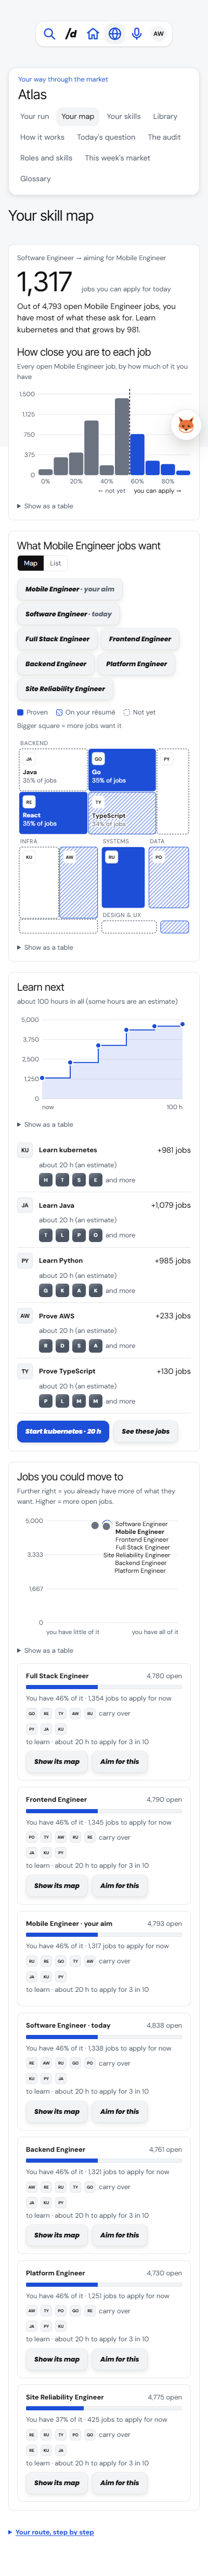 /d
AW
Your way through the market
Atlas
Your run
Your map
Your skills
Library
How it works
Today's question
The audit
Roles and skills
This week's market
Glossary
Your skill map
Software Engineer → aiming for Mobile Engineer
1,317 jobs you can apply for today
Out of 4,793 open Mobile Engineer jobs, you
have most of what these ask for. Learn
kubernetes and that grows by 981.
How close you are to each job
Every open Mobile Engineer job, by how much of it you
have
1,500
1,125
750
375
0
0%
20%
40%
60%
80%
← not yet
you can apply →
▶ Show as a table
What Mobile Engineer jobs want
Map
List
Mobile Engineer · your aim
Software Engineer · today
Full Stack Engineer
Frontend Engineer
Backend Engineer
Platform Engineer
Site Reliability Engineer
Proven
On your résumé
Not yet
Bigger square = more jobs want it
BACKEND
JA
Java
35% of jobs
GO
Go
35% of jobs
PY
RE
React
35% of jobs
TY
TypeScript
34% of jobs
INFRA
SYSTEMS
DATA
KU
AW
RU
PO
DESIGN & UX
▶ Show as a table
Learn next
about 100 hours in all (some hours are an estimate)
5,000
3,750
2,500
1,250
0
now
100 h
▶ Show as a table
KU
Learn kubernetes
+981 jobs
about 20 h (an estimate)
H T S E and more
JA
Learn Java
+1,079 jobs
about 20 h (an estimate)
T L P O and more
PY
Learn Python
+985 jobs
about 20 h (an estimate)
G K A K and more
AW
Prove AWS
+233 jobs
about 20 h (an estimate)
R D S A and more
TY
Prove TypeScript
+130 jobs
about 20 h (an estimate)
P L M M and more
Start kubernetes · 20 h
See these jobs
Jobs you could move to
Further right = you already have more of what they
want. Higher = more open jobs.
5,000
3,333
1,667
0
Software Engineer
Mobile Engineer
Frontend Engineer
Full Stack Engineer
Site Reliability Engineer
Backend Engineer
Platform Engineer
you have little of it
you have all of it
▶ Show as a table
Full Stack Engineer
4,780 open
You have 46% of it · 1,354 jobs to apply for now
GO RE TY AW RU carry over
PY JA KU
to learn · about 20 h to apply for 3 in 10
Show its map
Aim for this
Frontend Engineer
4,790 open
You have 46% of it · 1,345 jobs to apply for now
PO TY AW RU RE carry over
JA KU PY
to learn · about 20 h to apply for 3 in 10
Show its map
Aim for this
Mobile Engineer · your aim
4,793 open
You have 46% of it · 1,317 jobs to apply for now
RU RE GO TY AW carry over
JA KU PY
to learn · about 20 h to apply for 3 in 10
Software Engineer · today
4,838 open
You have 46% of it · 1,338 jobs to apply for now
RE AW RU GO PO carry over
KU PY JA
to learn · about 20 h to apply for 3 in 10
Show its map
Aim for this
Backend Engineer
4,761 open
You have 46% of it · 1,321 jobs to apply for now
AW RE RU TY GO carry over
JA KU PY
to learn · about 20 h to apply for 3 in 10
Show its map
Aim for this
Platform Engineer
4,730 open
You have 46% of it · 1,251 jobs to apply for now
AW TY PO GO RE carry over
JA PY KU
to learn · about 20 h to apply for 3 in 10
Show its map
Aim for this
Site Reliability Engineer
4,775 open
You have 37% of it · 425 jobs to apply for now
RE RU TY PO GO carry over
RE KU JA
to learn · about 20 h to apply for 3 in 10
Show its map
Aim for this
▶ Your route, step by step